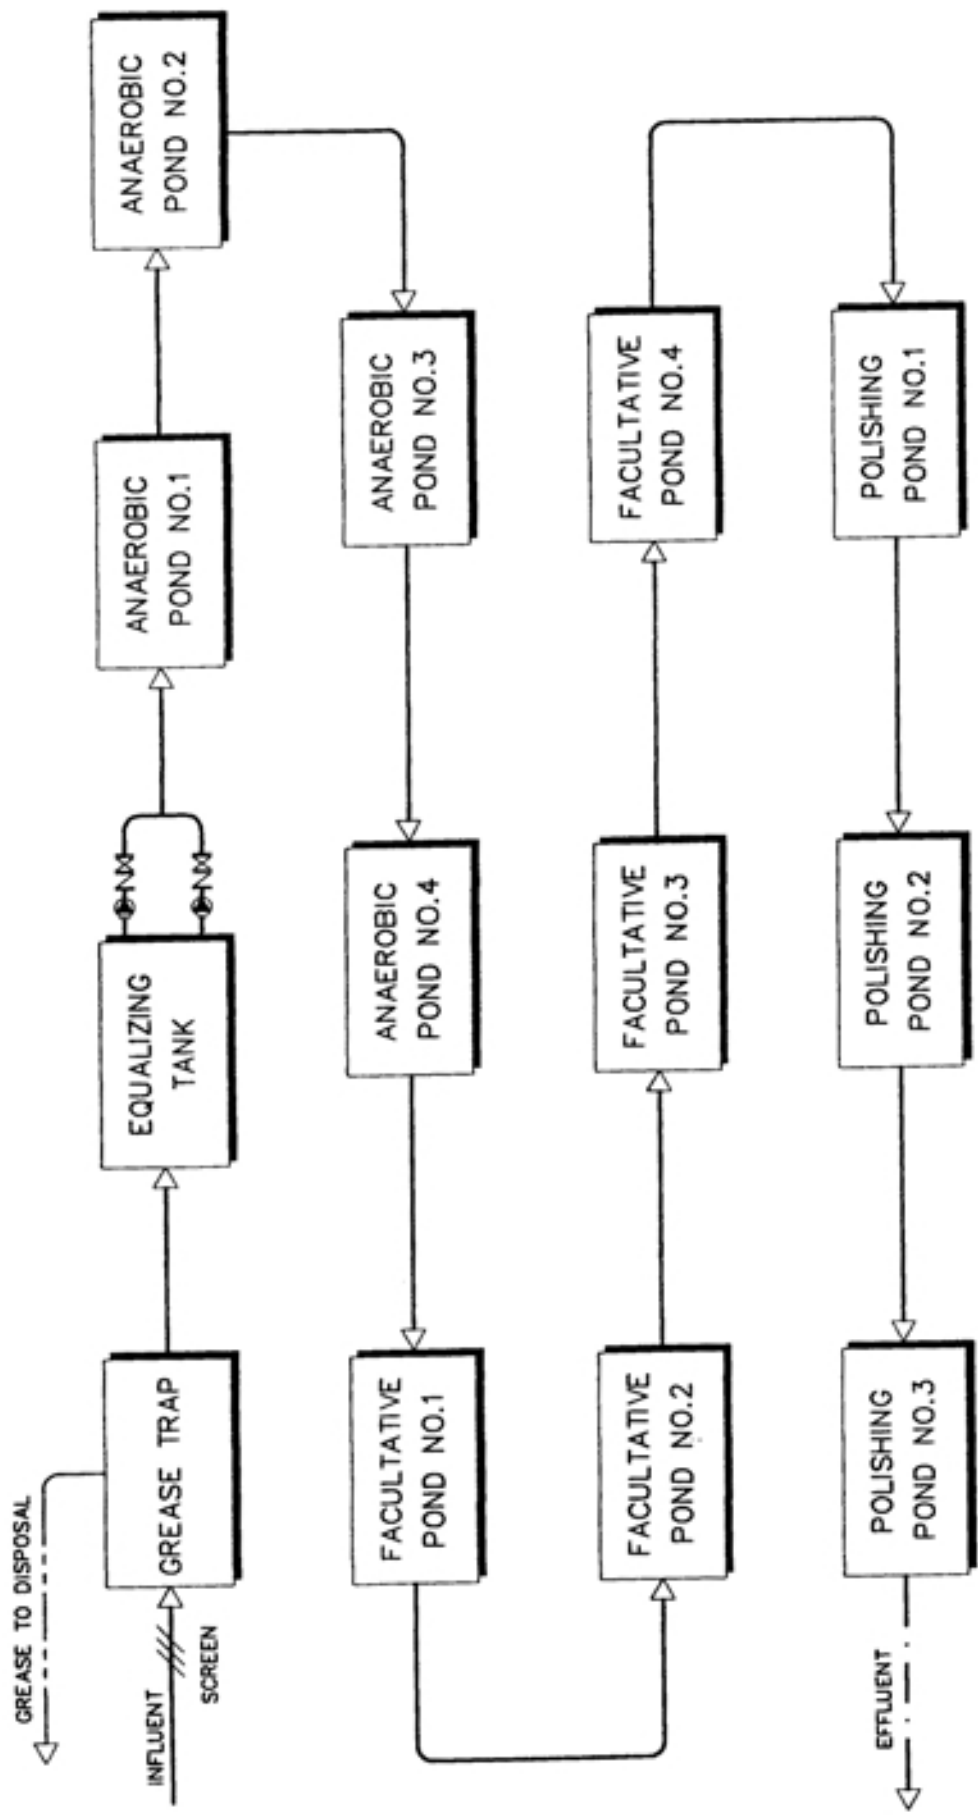 GREASE TO DISPOSAL
INFLUENT
SCREEN
GREASE TRAP
EQUALIZING
TANK
ANAEROBIC
POND NO.1
ANAEROBIC
POND NO.2
ANAEROBIC
POND NO.3
ANAEROBIC
POND NO.4
FACULTATIVE
POND NO.1
FACULTATIVE
POND NO.2
FACULTATIVE
POND NO.3
FACULTATIVE
POND NO.4
POLISHING
POND NO.1
POLISHING
POND NO.2
POLISHING
POND NO.3
EFFLUENT